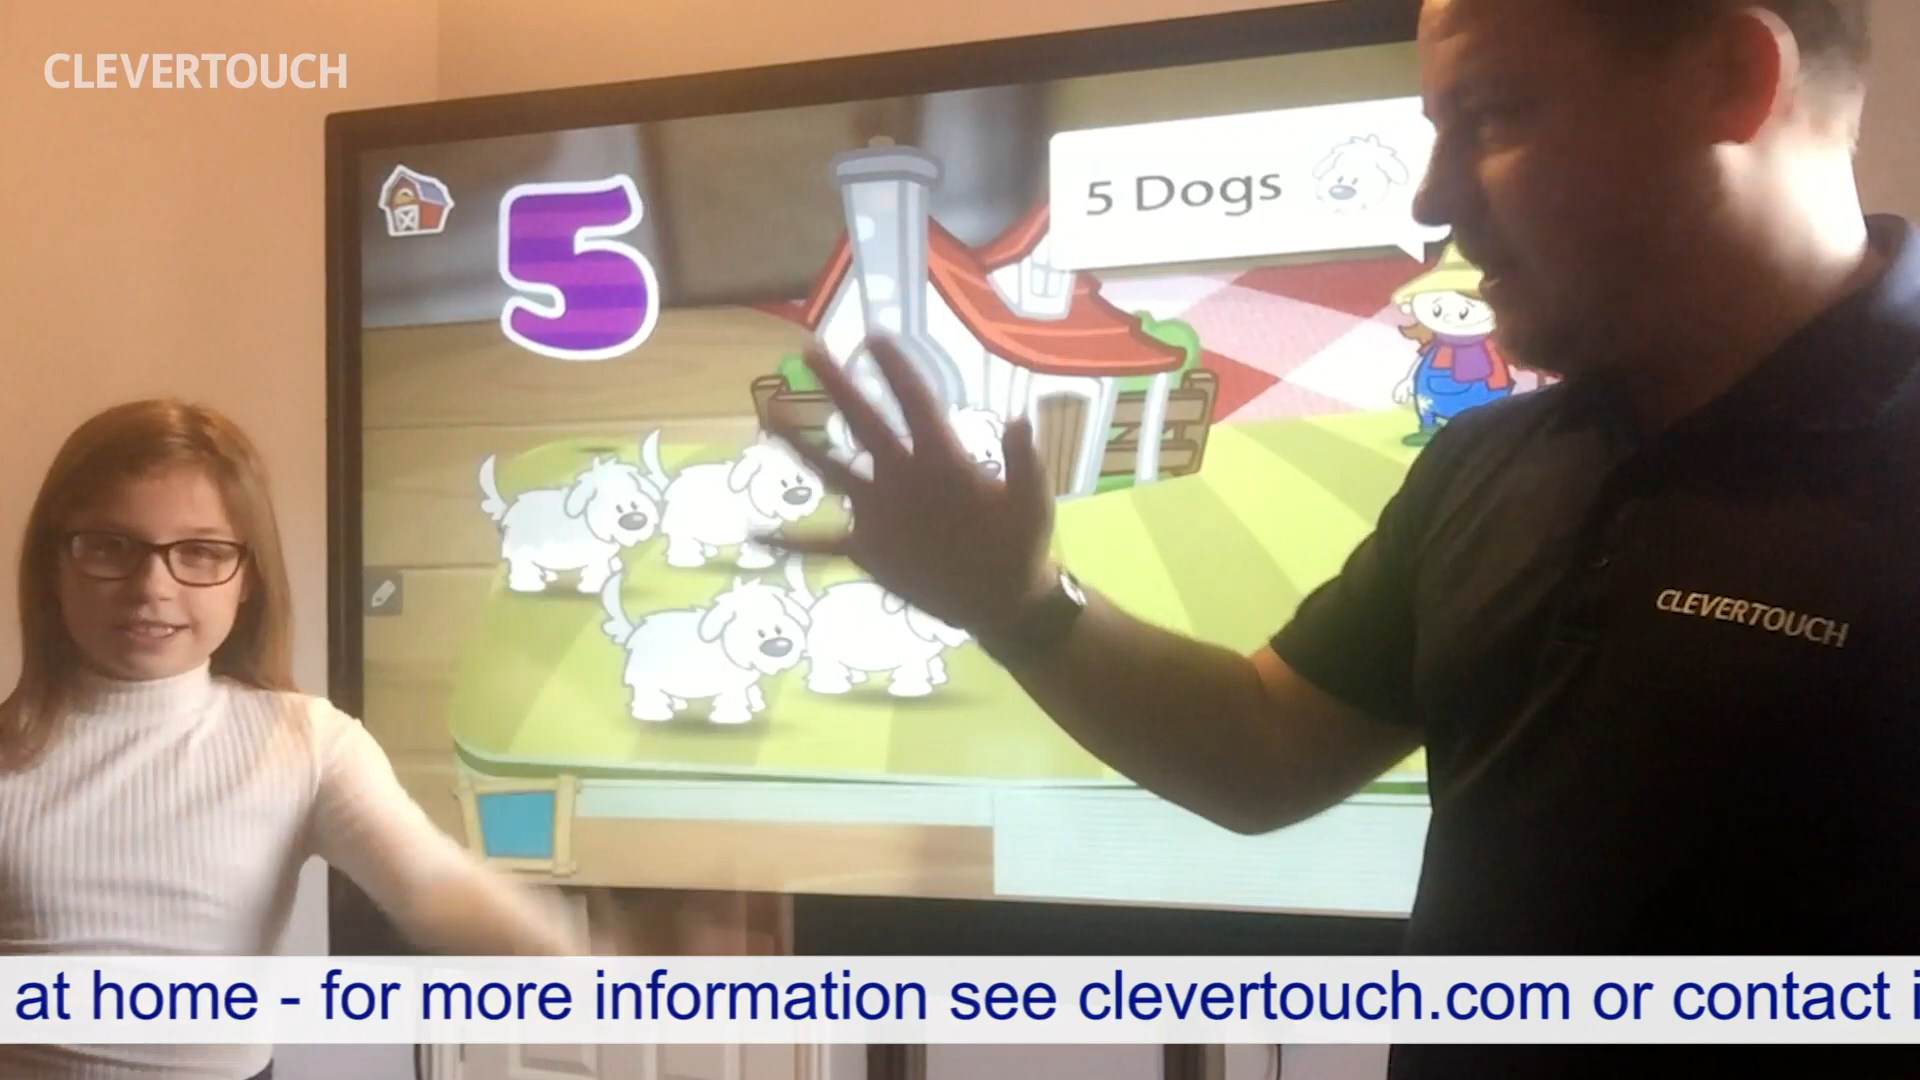 CLEVERTOUCH
5
5 Dogs
CLEVERTOUCH
at home - for more information see clevertouch.com or contact